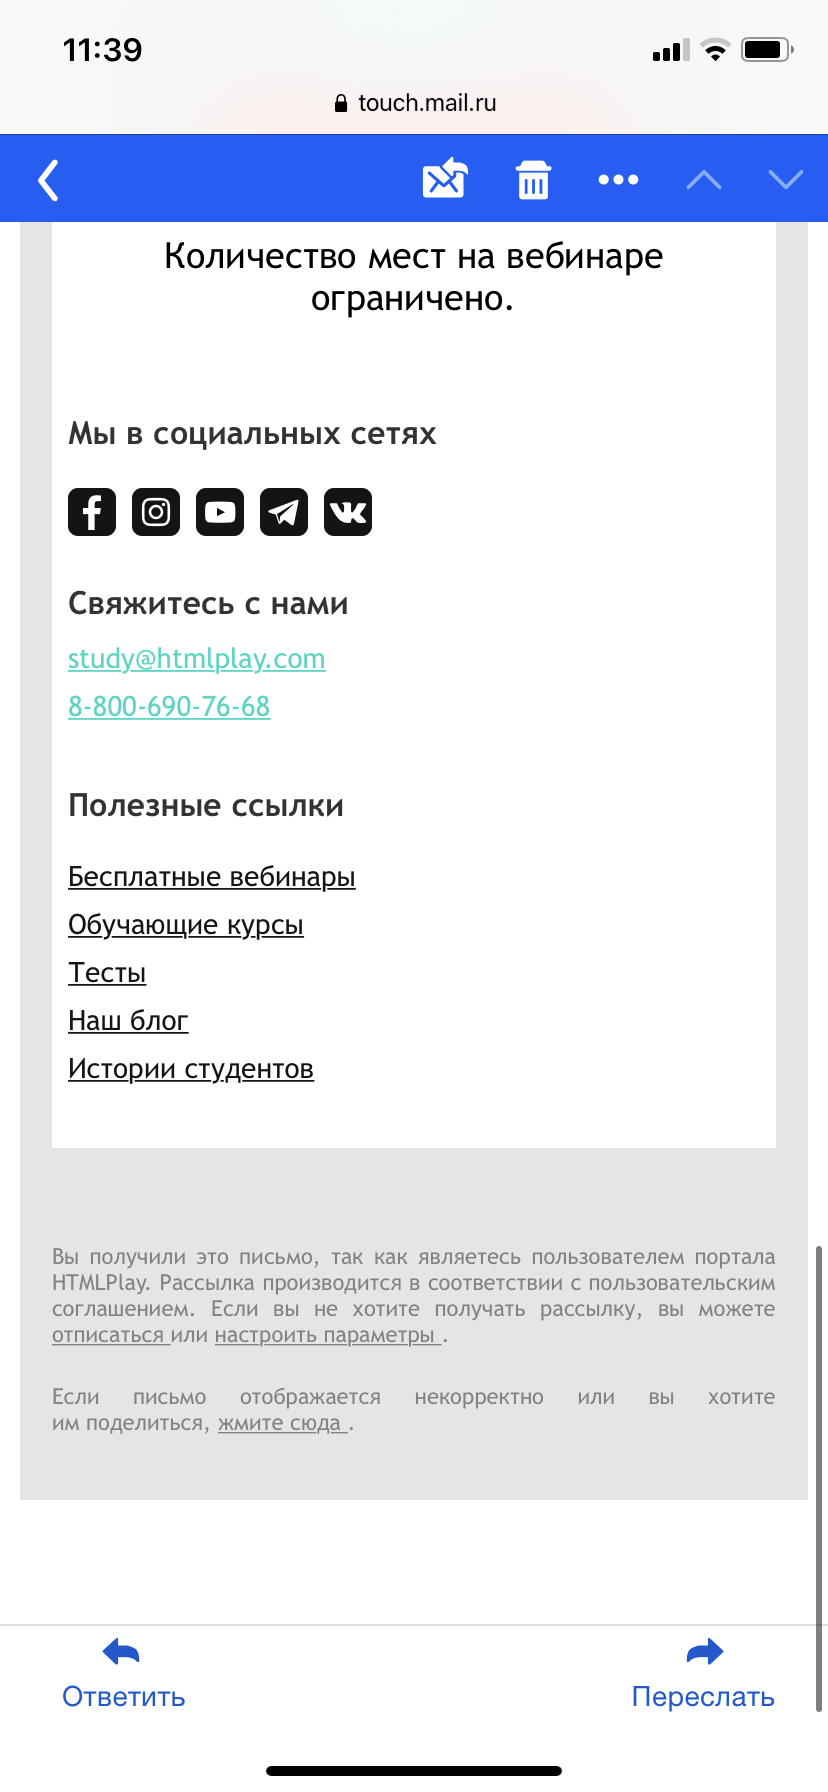 11:39
touch.mail.ru
Количество мест на вебинаре
ограничено.
Мы в социальных сетях
Свяжитесь с нами
study@htmlplay.com
8-800-690-76-68
Полезные ссылки
Бесплатные вебинары
Обучающие курсы
Тесты
Наш блог
Истории студентов
Вы получили это письмо, так как являетесь пользователем портала
HTMLPlay. Рассылка производится в соответствии с пользовательским
соглашением. Если вы не хотите получать рассылку, вы можете
отписаться или настроить параметры .
Если письмо отображается некорректно или вы хотите
им поделиться, жмите сюда .
Ответить
Переслать